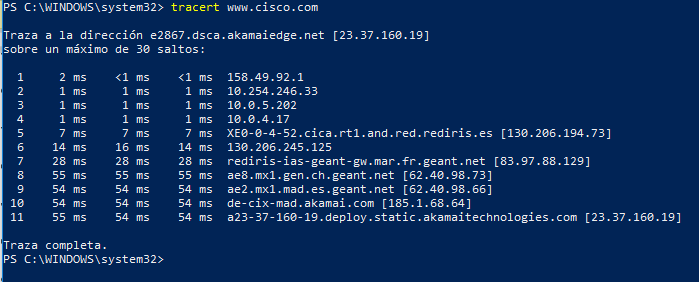 PS C:\WINDOWS\system32> tracert www.cisco.com
Traza a la dirección e2867.dsca.akamaiedge.net [23.37.160.19]
sobre un máximo de 30 saltos:
1 2 ms <1 ms <1 ms 158.49.92.1
2 1 ms 1 ms 1 ms 10.254.246.33
3 1 ms 1 ms 1 ms 10.0.5.202
4 1 ms 1 ms 1 ms 10.0.4.17
5 7 ms 7 ms 7 ms XE0-0-4-52.cica.rt1.and.red.rediris.es [130.206.194.73]
6 14 ms 16 ms 14 ms 130.206.245.125
7 28 ms 28 ms 28 ms rediris-ias-geant-gw.mar.fr.geant.net [83.97.88.129]
8 55 ms 55 ms 55 ms ae8.mx1.gen.ch.geant.net [62.40.98.73]
9 54 ms 54 ms 54 ms ae2.mx1.mad.es.geant.net [62.40.98.66]
10 54 ms 54 ms 54 ms de-cix-mad.akamai.com [185.1.68.64]
11 55 ms 54 ms 54 ms a23-37-160-19.deploy.static.akamaitechnologies.com [23.37.160.19]
Traza completa.
PS C:\WINDOWS\system32>